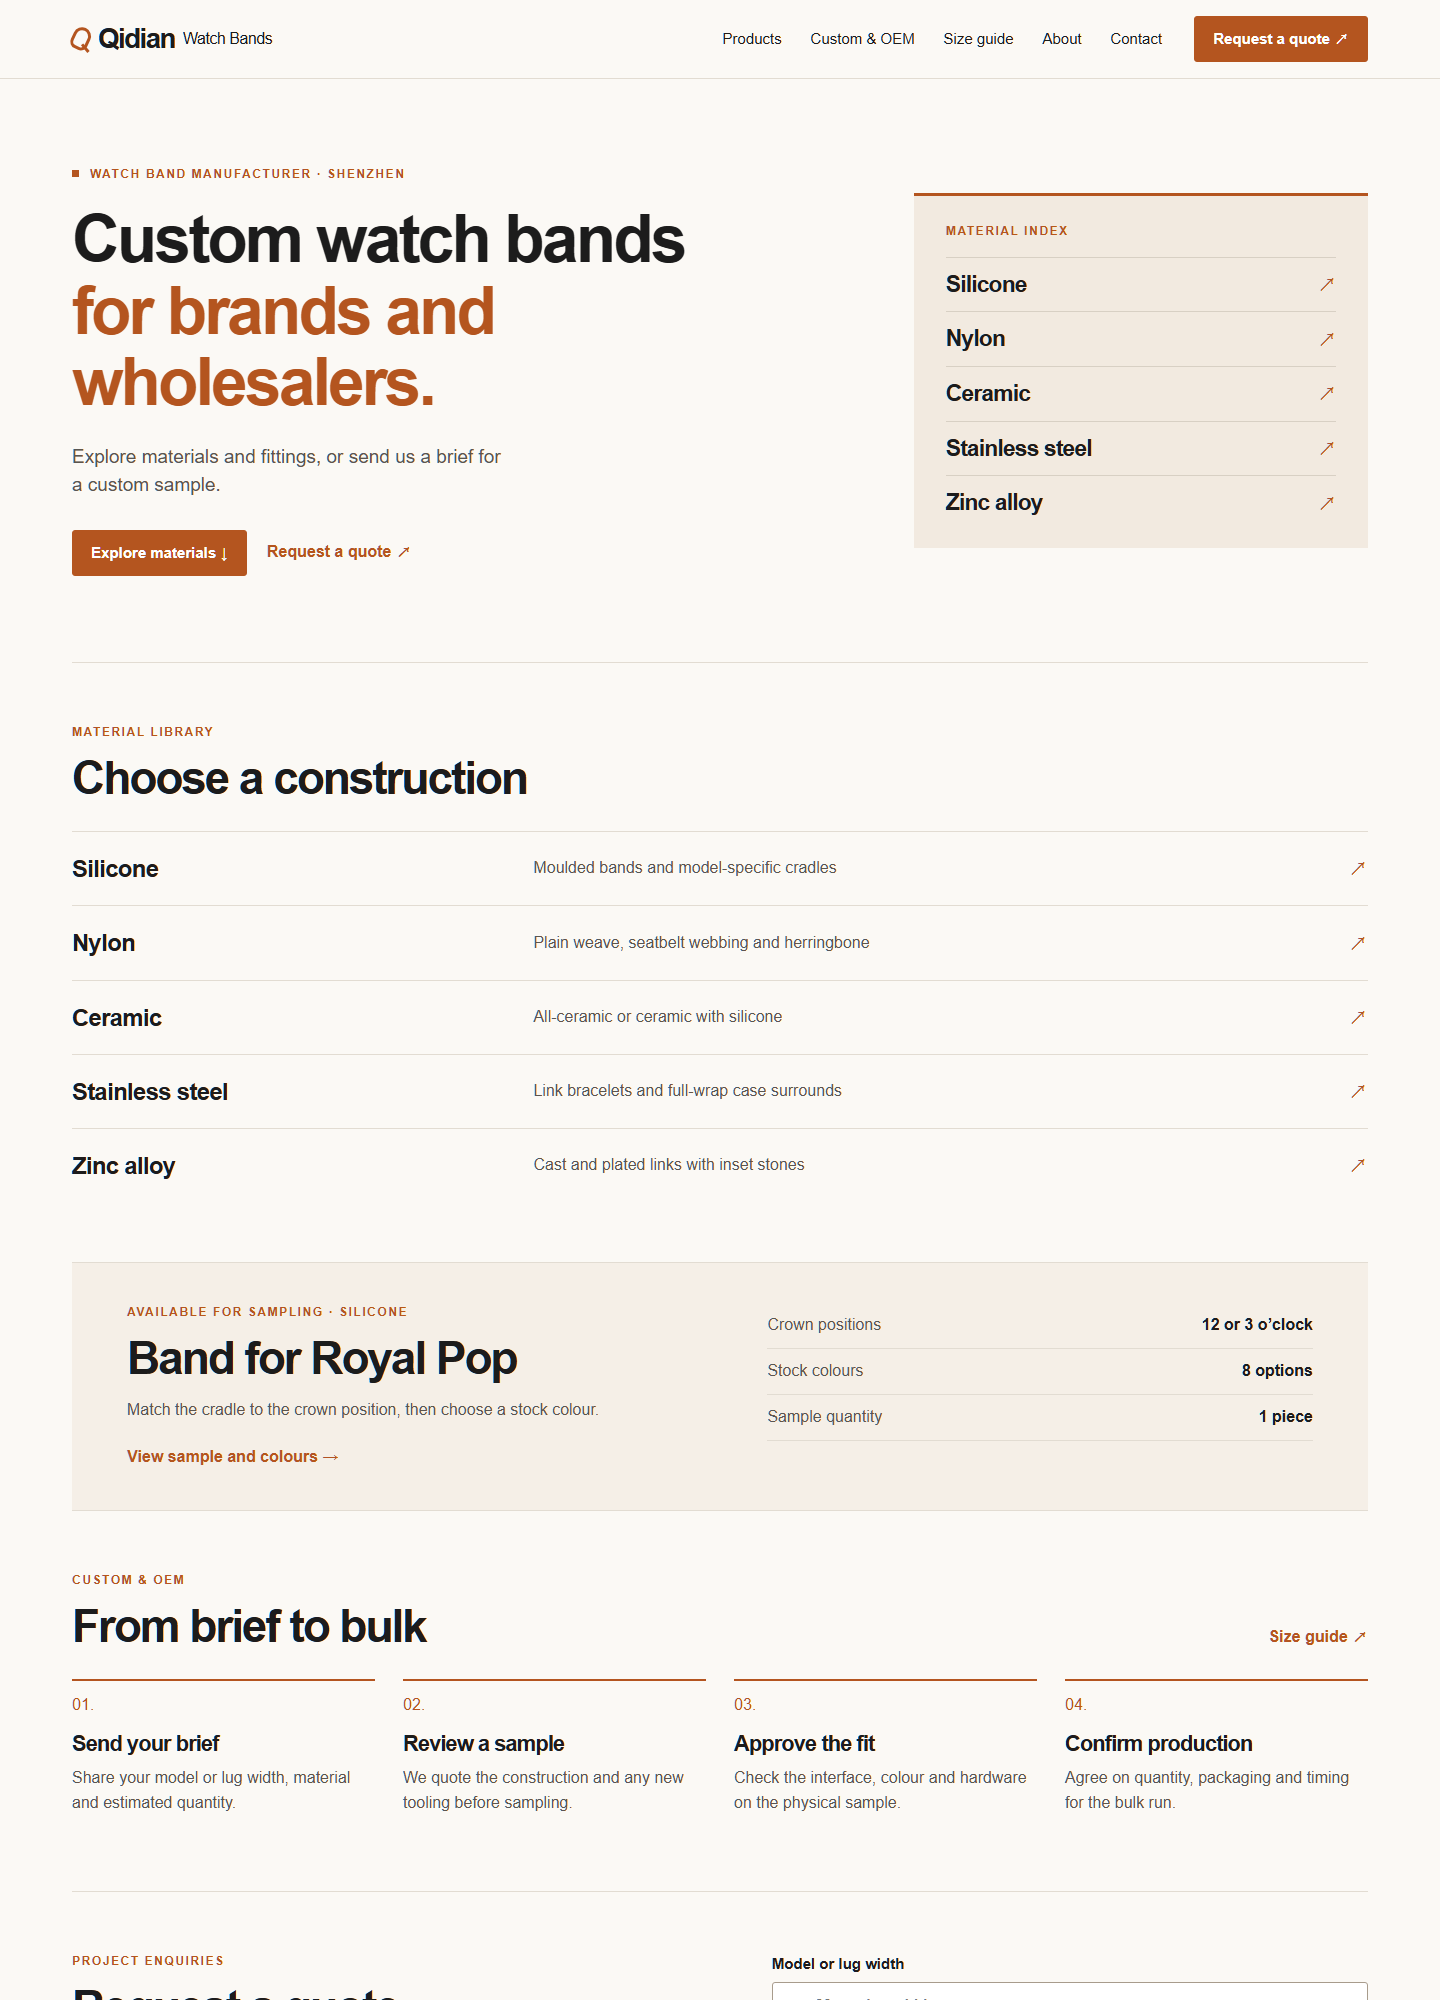 Qidian Watch Bands
Products
Custom & OEM
Size guide
About
Contact
Request a quote ↗
WATCH BAND MANUFACTURER · SHENZHEN
Custom watch bands
for brands and
wholesalers.
Explore materials and fittings, or send us a brief for
a custom sample.
Explore materials ↓
Request a quote ↗
MATERIAL INDEX
Silicone ↗
Nylon ↗
Ceramic ↗
Stainless steel ↗
Zinc alloy ↗
MATERIAL LIBRARY
Choose a construction
Silicone
Moulded bands and model-specific cradles ↗
Nylon
Plain weave, seatbelt webbing and herringbone ↗
Ceramic
All-ceramic or ceramic with silicone ↗
Stainless steel
Link bracelets and full-wrap case surrounds ↗
Zinc alloy
Cast and plated links with inset stones ↗
AVAILABLE FOR SAMPLING · SILICONE
Band for Royal Pop
Match the cradle to the crown position, then choose a stock colour.
View sample and colours →
Crown positions 12 or 3 o’clock
Stock colours 8 options
Sample quantity 1 piece
CUSTOM & OEM
From brief to bulk
Size guide ↗
01.
Send your brief
Share your model or lug width, material
and estimated quantity.
02.
Review a sample
We quote the construction and any new
tooling before sampling.
03.
Approve the fit
Check the interface, colour and hardware
on the physical sample.
04.
Confirm production
Agree on quantity, packaging and timing
for the bulk run.
PROJECT ENQUIRIES
Request a quote
Model or lug width